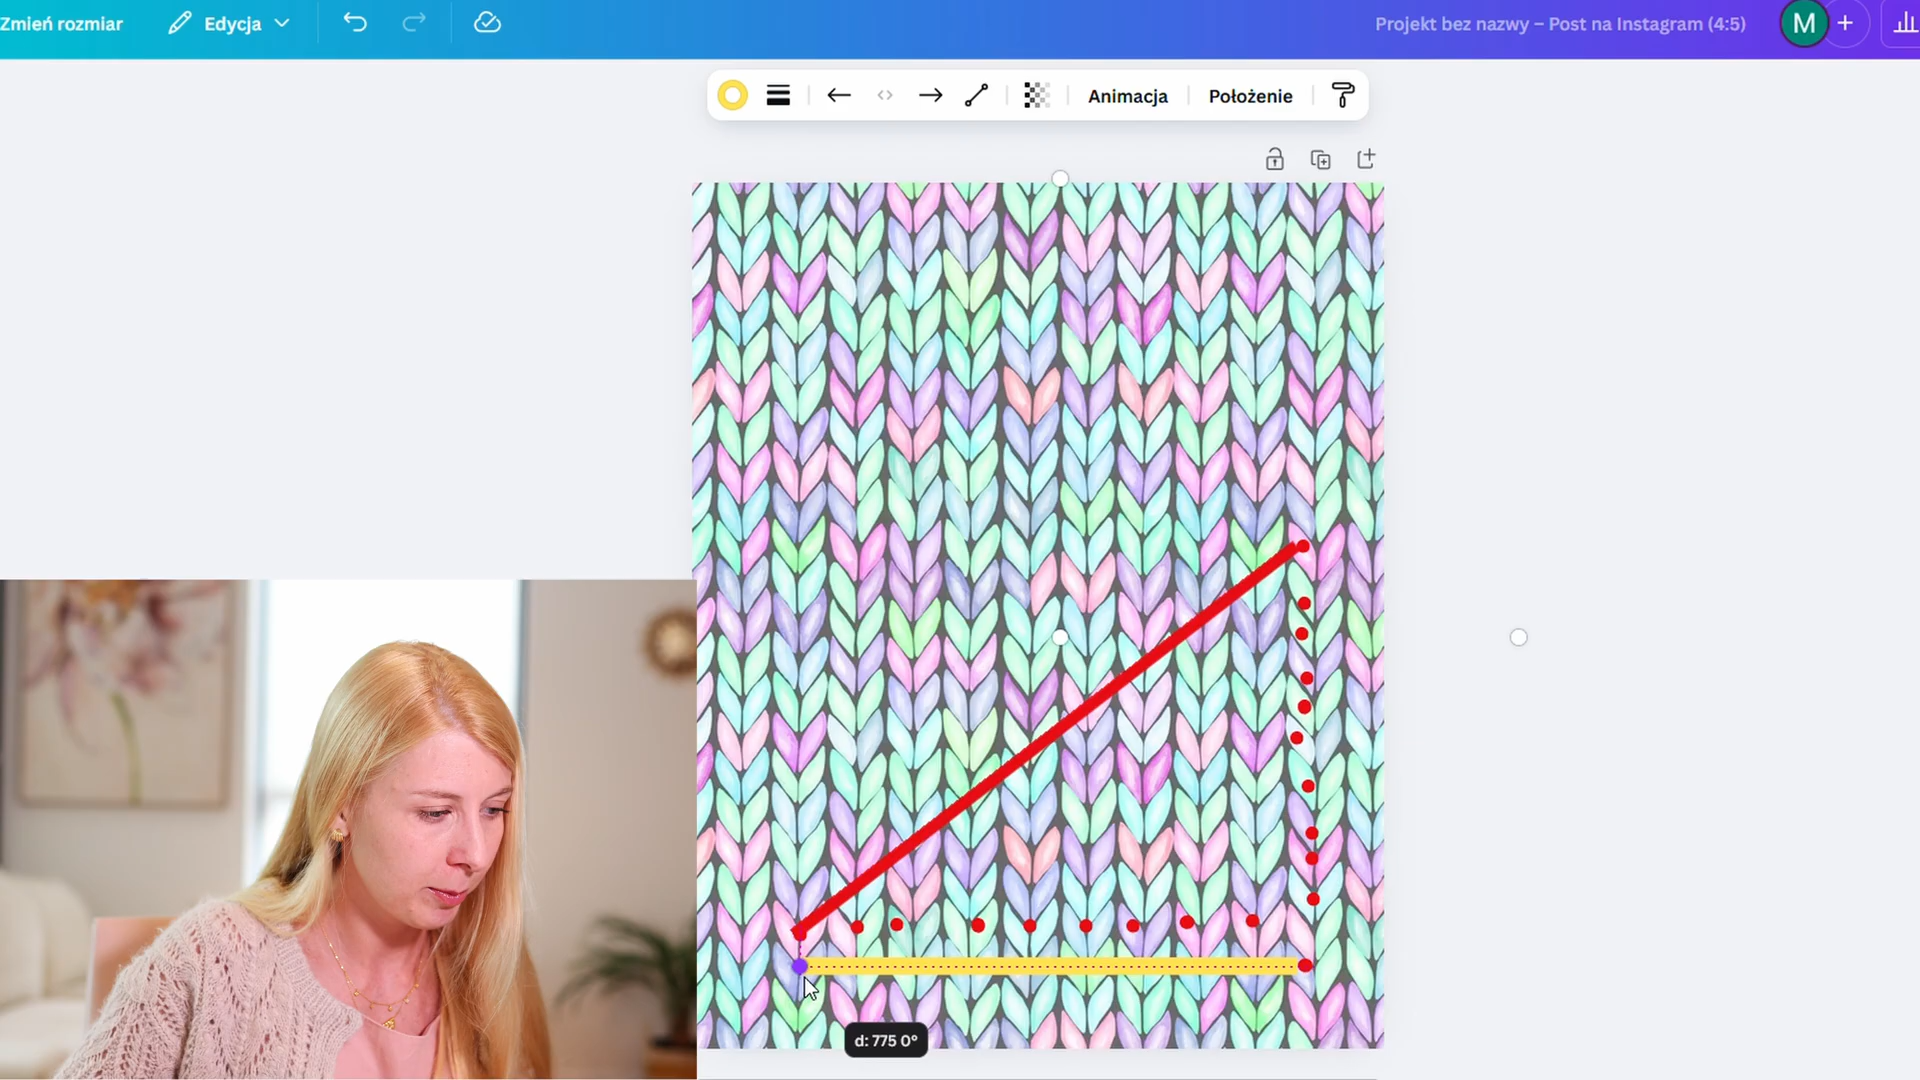 Zmień rozmiar
Edycja
Projekt bez nazwy – Post na Instagram (4:5)
M
Animacja
Położenie
d: 775 0°